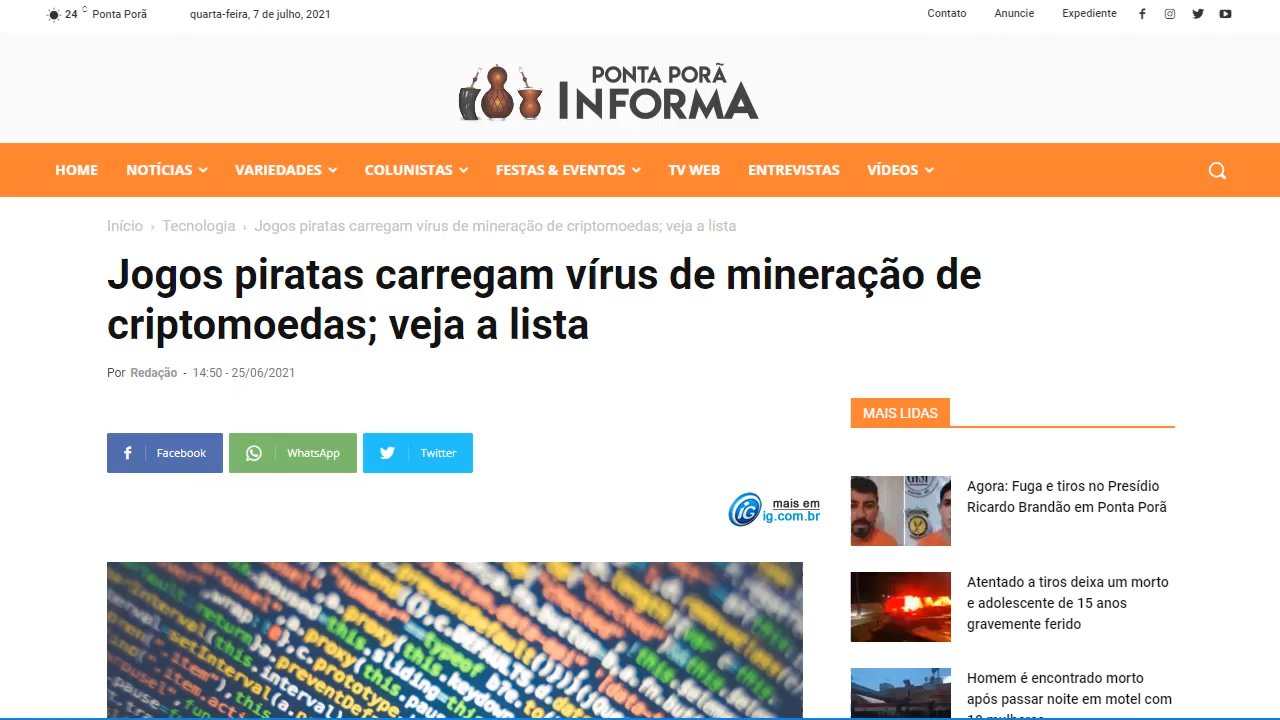 24 C Ponta Porã
quarta-feira, 7 de julho, 2021
Contato
Anuncie
Expediente
PONTA PORÃ
INFORMA
HOME
NOTÍCIAS
VARIEDADES
COLUNISTAS
FESTAS & EVENTOS
TV WEB
ENTREVISTAS
VÍDEOS
Início › Tecnologia › Jogos piratas carregam vírus de mineração de criptomoedas; veja a lista
Jogos piratas carregam vírus de mineração de
criptomoedas; veja a lista
Por Redação - 14:50 - 25/06/2021
Facebook
WhatsApp
Twitter
iG
mais em
ig.com.br
MAIS LIDAS
Agora: Fuga e tiros no Presídio
Ricardo Brandão em Ponta Porã
Atentado a tiros deixa um morto
e adolescente de 15 anos
gravemente ferido
Homem é encontrado morto
após passar noite em motel com